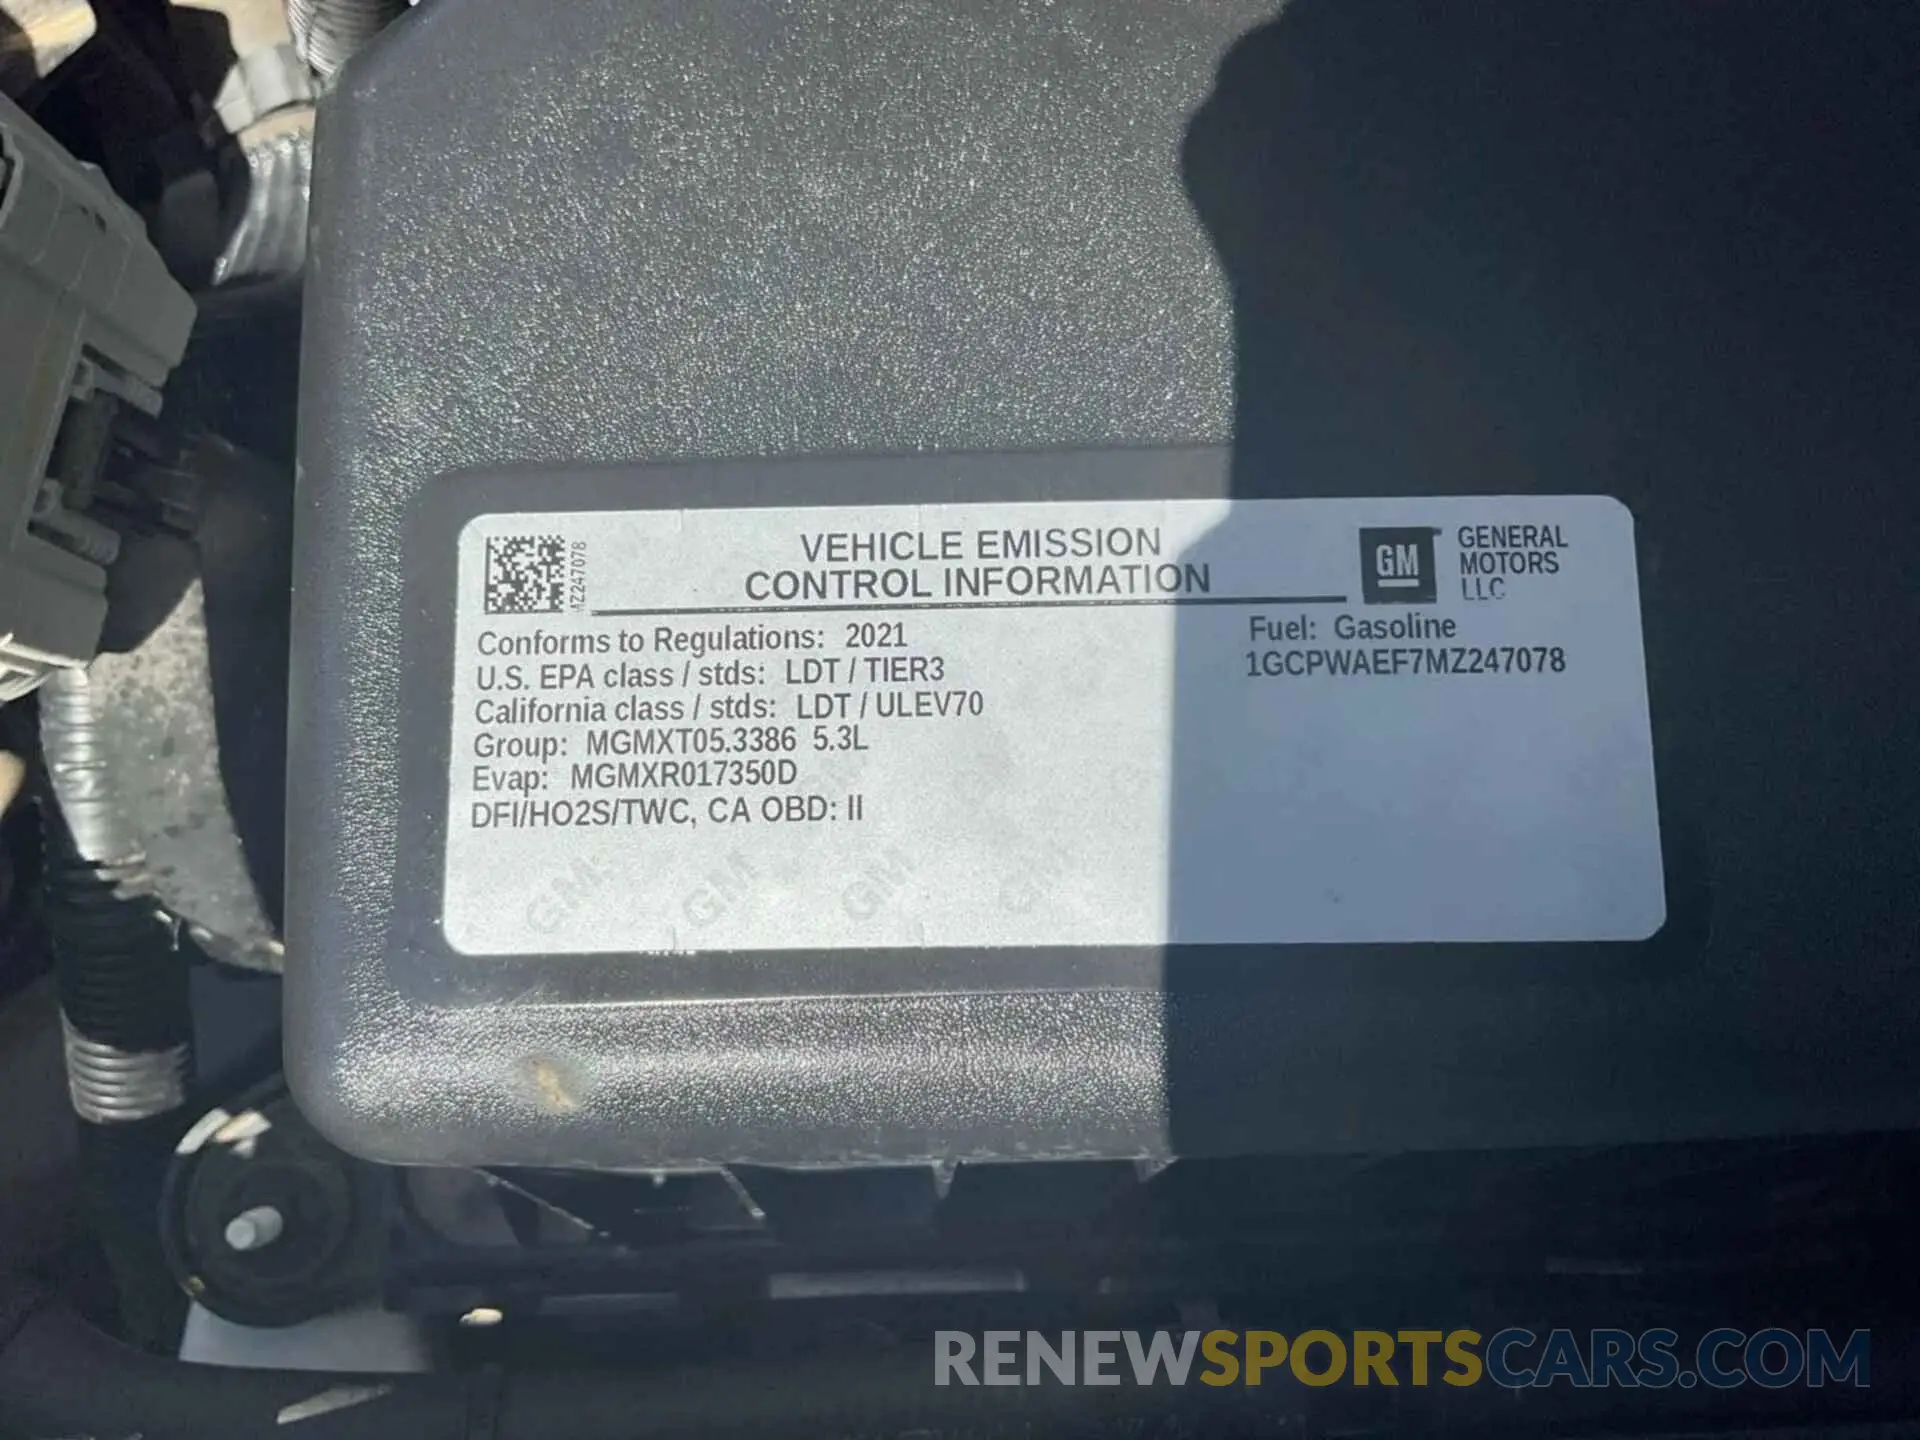 VEHICLE EMISSION
CONTROL INFORMATION
GM
GENERAL
MOTORS
LLC
MZ247078
Conforms to Regulations: 2021
U.S. EPA class / stds: LDT / TIER3
California class / stds: LDT / ULEV70
Group: MGMXT05.3386 5.3L
Evap: MGMXR017350D
DFI/HO2S/TWC, CA OBD: II
Fuel: Gasoline
1GCPWAEF7MZ247078
GM GM GM GM
RENEWSPORTSCARS.COM